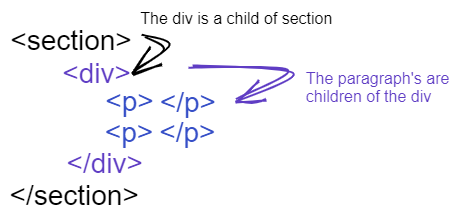 The div is a child of section
<section>
<div>
The paragraph's are
children of the div
<p> </p>
<p> </p>
</div>
</section>